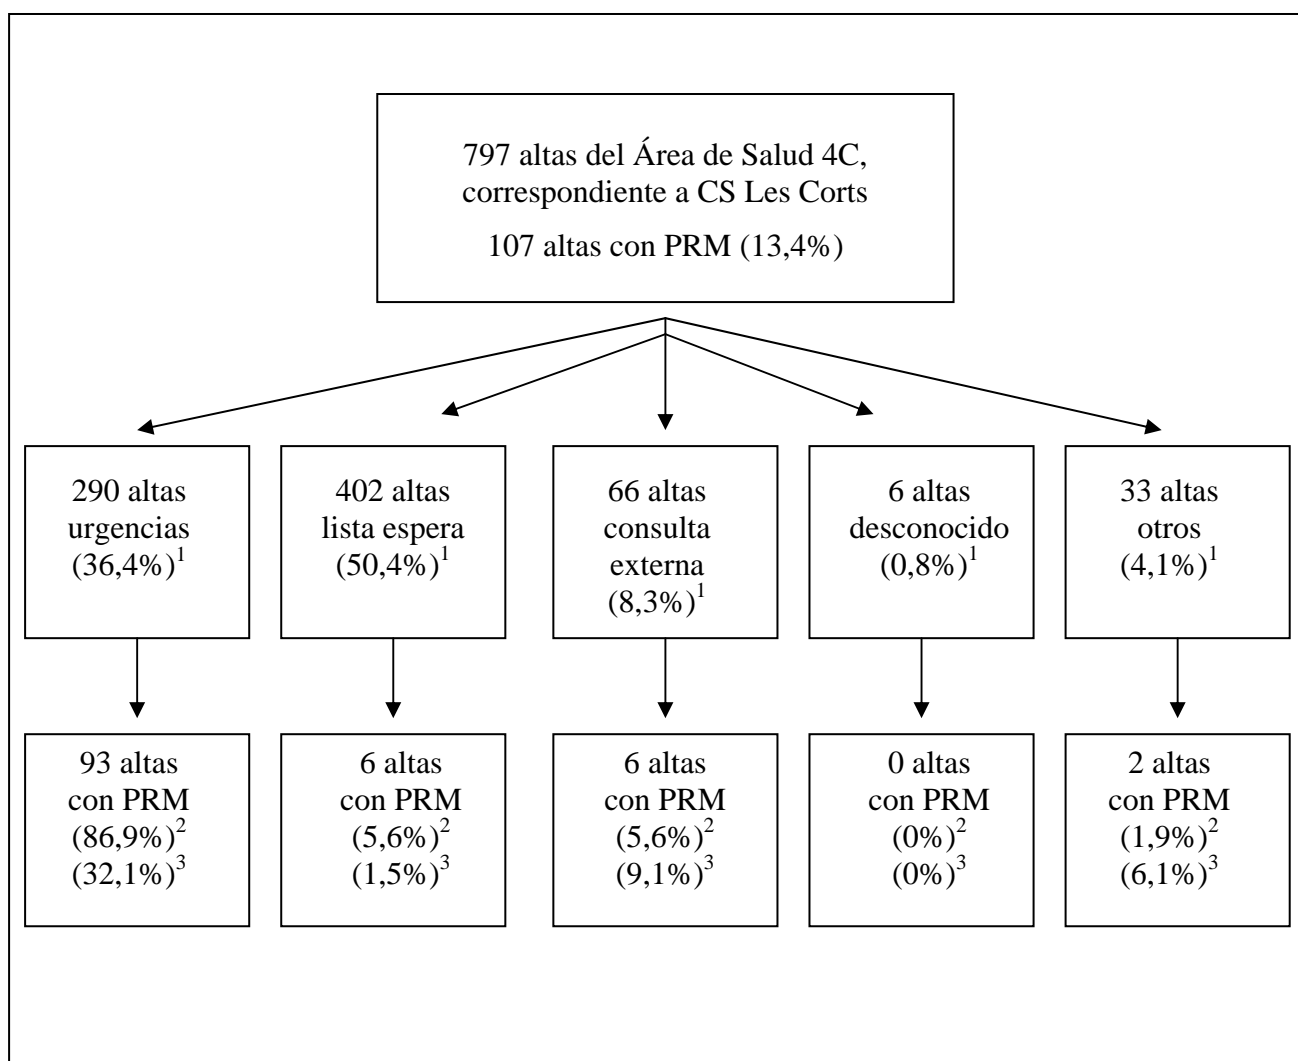 797 altas del Área de Salud 4C,
correspondiente a CS Les Corts
107 altas con PRM (13,4%)
290 altas
urgencias
(36,4%)¹
402 altas
lista espera
(50,4%)¹
66 altas
consulta
externa
(8,3%)¹
6 altas
desconocido
(0,8%)¹
33 altas
otros
(4,1%)¹
93 altas
con PRM
(86,9%)²
(32,1%)³
6 altas
con PRM
(5,6%)²
(1,5%)³
6 altas
con PRM
(5,6%)²
(9,1%)³
0 altas
con PRM
(0%)²
(0%)³
2 altas
con PRM
(1,9%)²
(6,1%)³